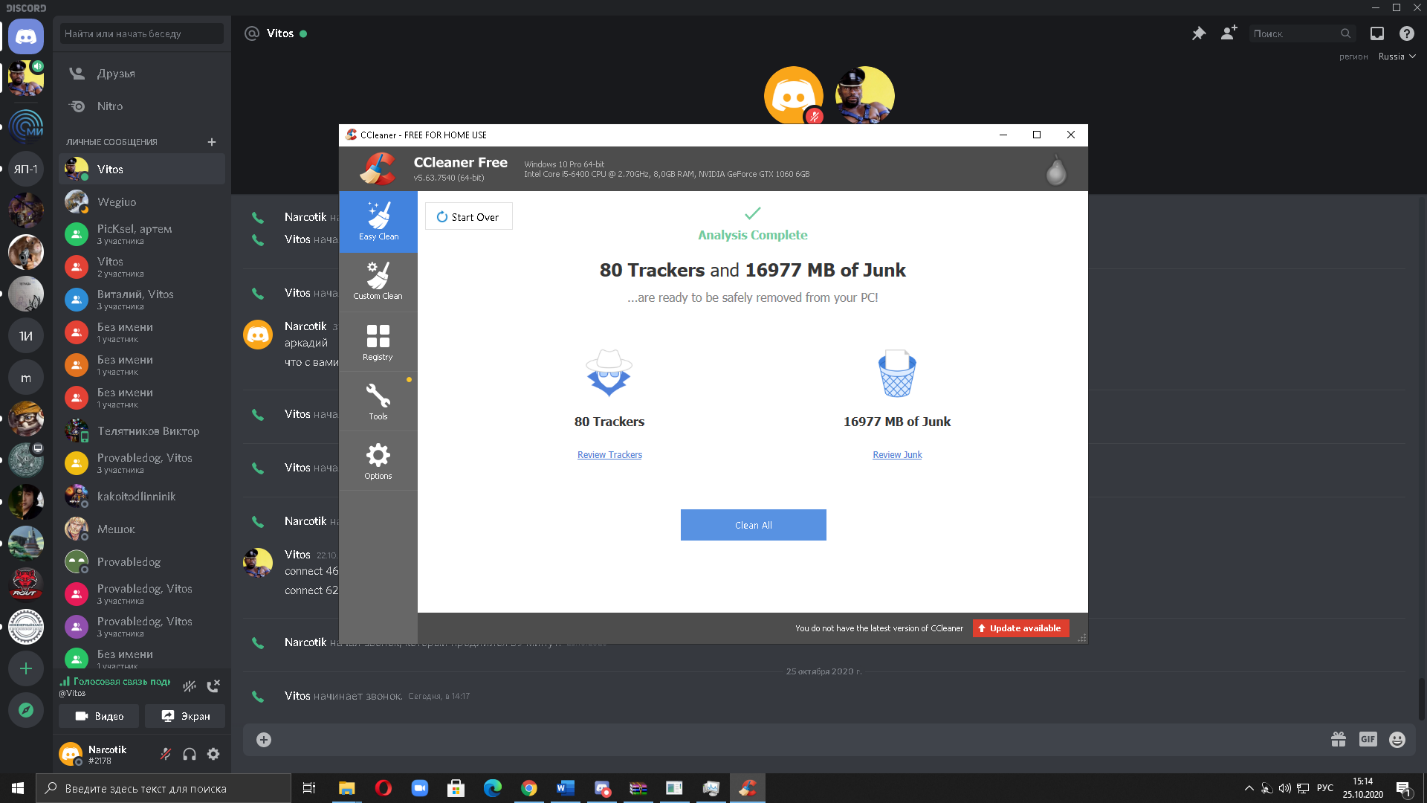 DISCORD
Найти или начать беседу
Vitos
Поиск
регион
Russia
Друзья
Nitro
ЛИЧНЫЕ СООБЩЕНИЯ
Vitos
Wegiuo
PicKsel, артем
3 участника
Vitos
2 участника
Виталий, Vitos
3 участника
Без имени
1 участник
Без имени
1 участник
Без имени
1 участник
Телятников Виктор
Provabledog, Vitos
3 участника
kakoitodlinninik
Мешок
Provabledog
Provabledog, Vitos
3 участника
Provabledog, Vitos
3 участника
Без имени
1 участник
МИ
ЯП-1
1И
m
Голосовая связь
@Vitos
Видео
Экран
Narcotik
#2178
Narcotik
Vitos
Vitos
Narcotik
аркадий
что с вами
Vitos
Vitos
Narcotik
Vitos 22.10
connect 46
connect 62
Narcotik
25 октября 2020 г.
Vitos начинает звонок. Сегодня, в 14:17
GIF
CCleaner - FREE FOR HOME USE
CCleaner Free
v5.63.7540 (64-bit)
Windows 10 Pro 64-bit
Intel Core i5-6400 CPU @ 2.70GHz, 8,0GB RAM, NVIDIA GeForce GTX 1060 6GB
Easy Clean
Custom Clean
Registry
Tools
Options
Start Over
Analysis Complete
80 Trackers and 16977 MB of Junk
...are ready to be safely removed from your PC!
80 Trackers
Review Trackers
16977 MB of Junk
Review Junk
Clean All
You do not have the latest version of CCleaner
Update available
Введите здесь текст для поиска
РУС
15:14
25.10.2020
1